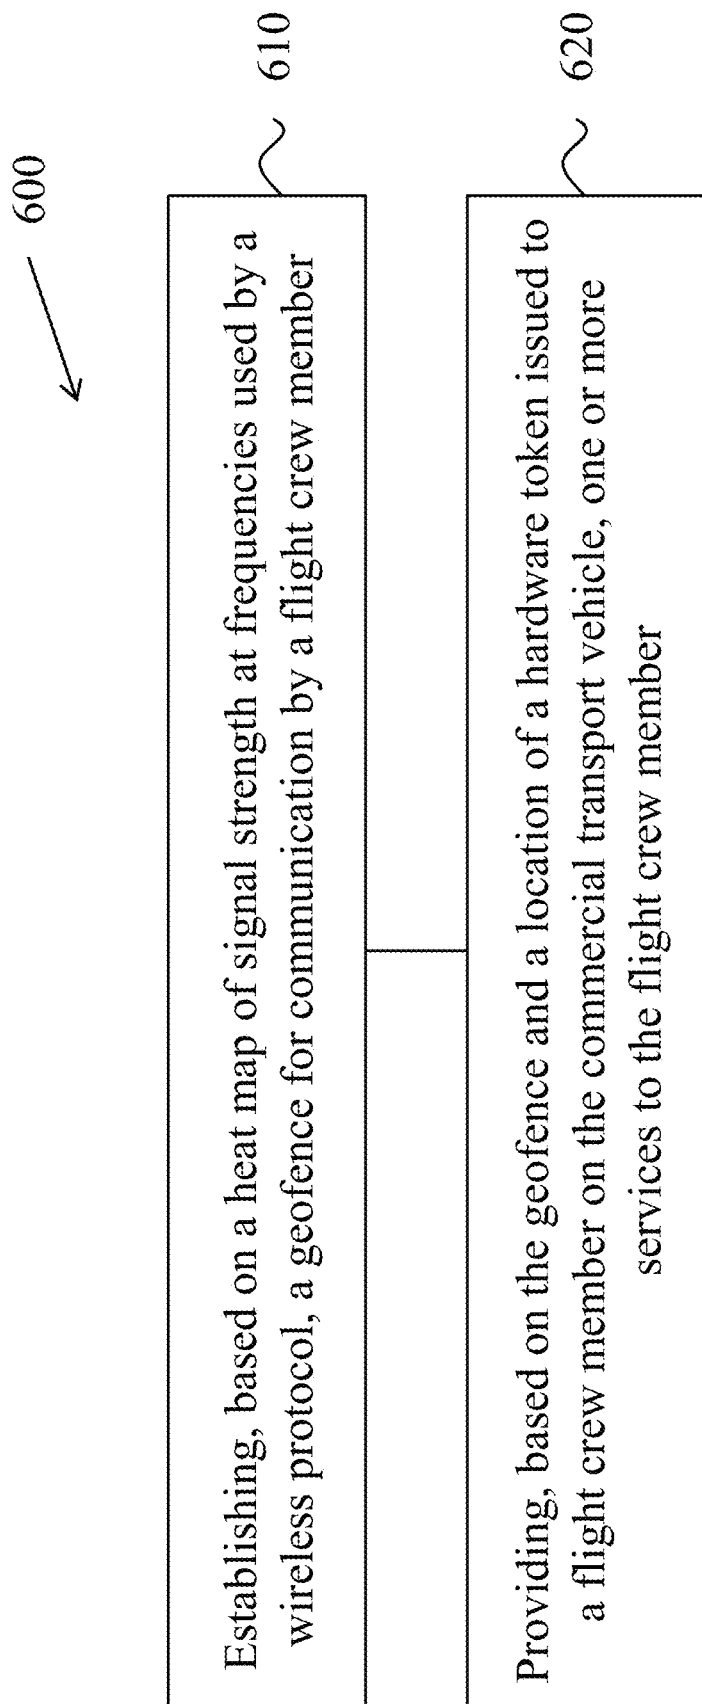 600
610
Establishing, based on a heat map of signal strength at frequencies used by a
wireless protocol, a geofence for communication by a flight crew member
620
Providing, based on the geofence and a location of a hardware token issued to
a flight crew member on the commercial transport vehicle, one or more
services to the flight crew member